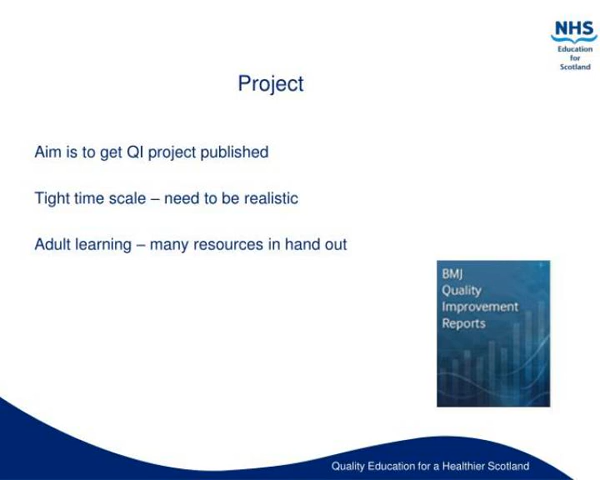 NHS
Education
for
Scotland
Project
Aim is to get QI project published
Tight time scale – need to be realistic
Adult learning – many resources in hand out
BMJ
Quality
Improvement
Reports
Quality Education for a Healthier Scotland